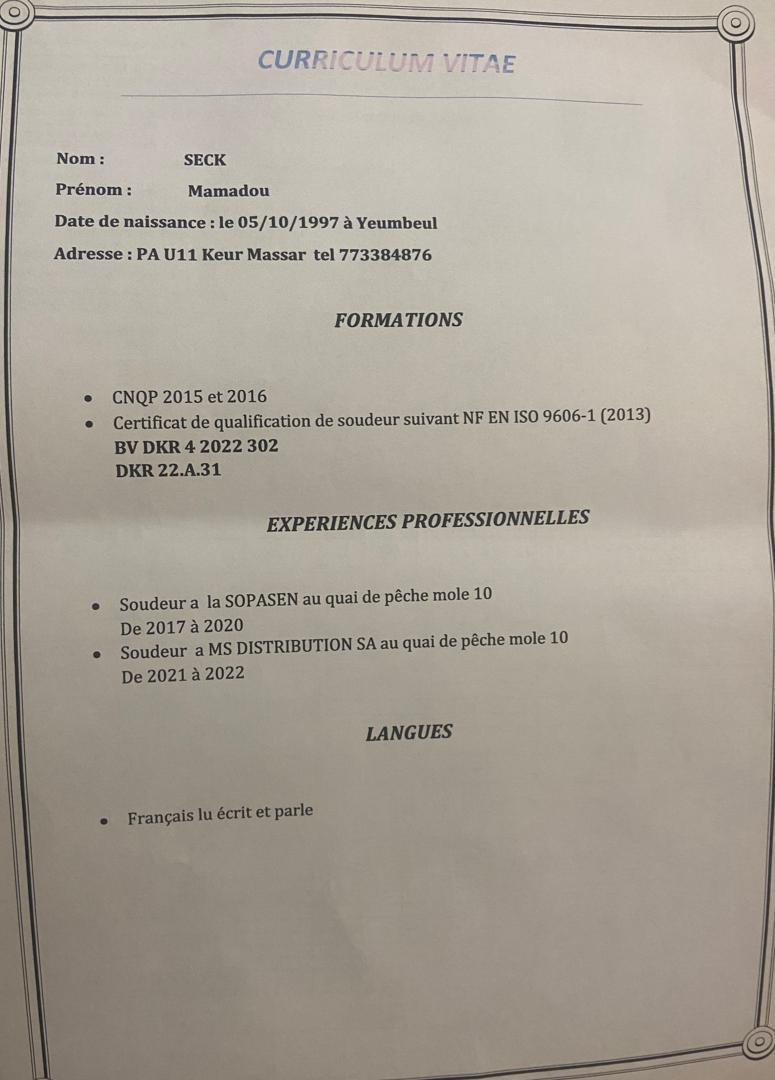 CURRICULUM VITAE
Nom : SECK
Prénom : Mamadou
Date de naissance : le 05/10/1997 à Yeumbeul
Adresse : PA U11 Keur Massar tel 773384876
FORMATIONS
• CNQP 2015 et 2016
• Certificat de qualification de soudeur suivant NF EN ISO 9606-1 (2013)
BV DKR 4 2022 302
DKR 22.A.31
EXPERIENCES PROFESSIONNELLES
• Soudeur a la SOPASEN au quai de pêche mole 10
De 2017 à 2020
• Soudeur a MS DISTRIBUTION SA au quai de pêche mole 10
De 2021 à 2022
LANGUES
• Français lu écrit et parle